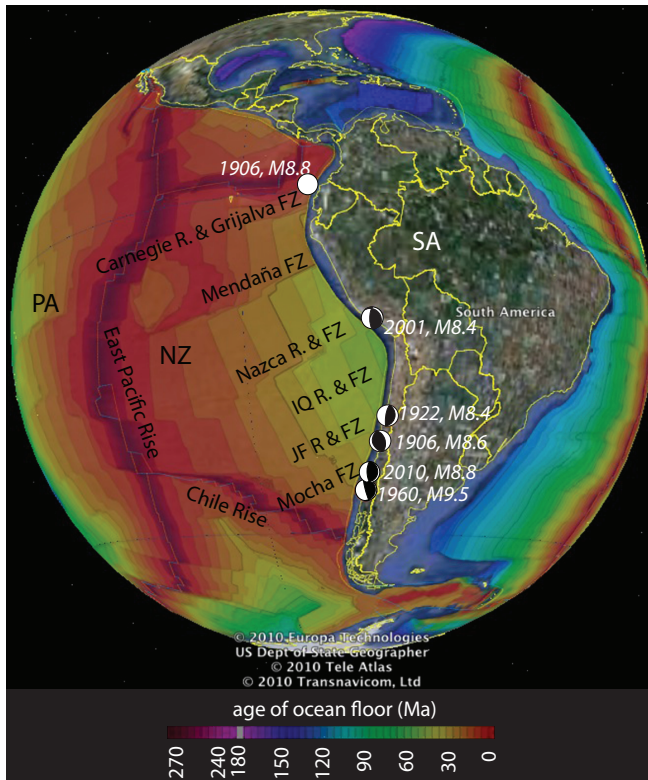 1906, M8.8
Carnegie R. & Grijalva FZ
SA
Mendaña FZ
PA
South America
2001, M8.4
East Pacific Rise
NZ
Nazca R. & FZ
IQ R. & FZ
1922, M8.4
JF R & FZ
1906, M8.6
Mocha FZ
2010, M8.8
Chile Rise
1960, M9.5
© 2010 Europa Technologies
US Dept of State Geographer
© 2010 Tele Atlas
© 2010 Transnavicom, Ltd
age of ocean floor (Ma)
270 240 180 150 120 90 60 30 0